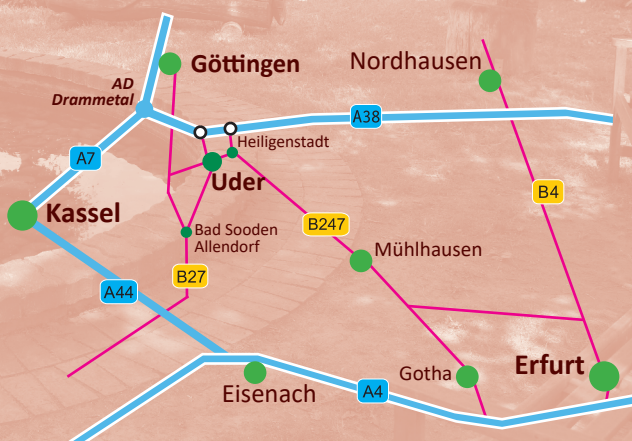 Göttingen
Nordhausen
AD
Drammetal
A38
Heiligenstadt
A7
Uder
B4
Kassel
B247
Bad Sooden
Allendorf
Mühlhausen
B27
A44
Erfurt
Gotha
Eisenach
A4